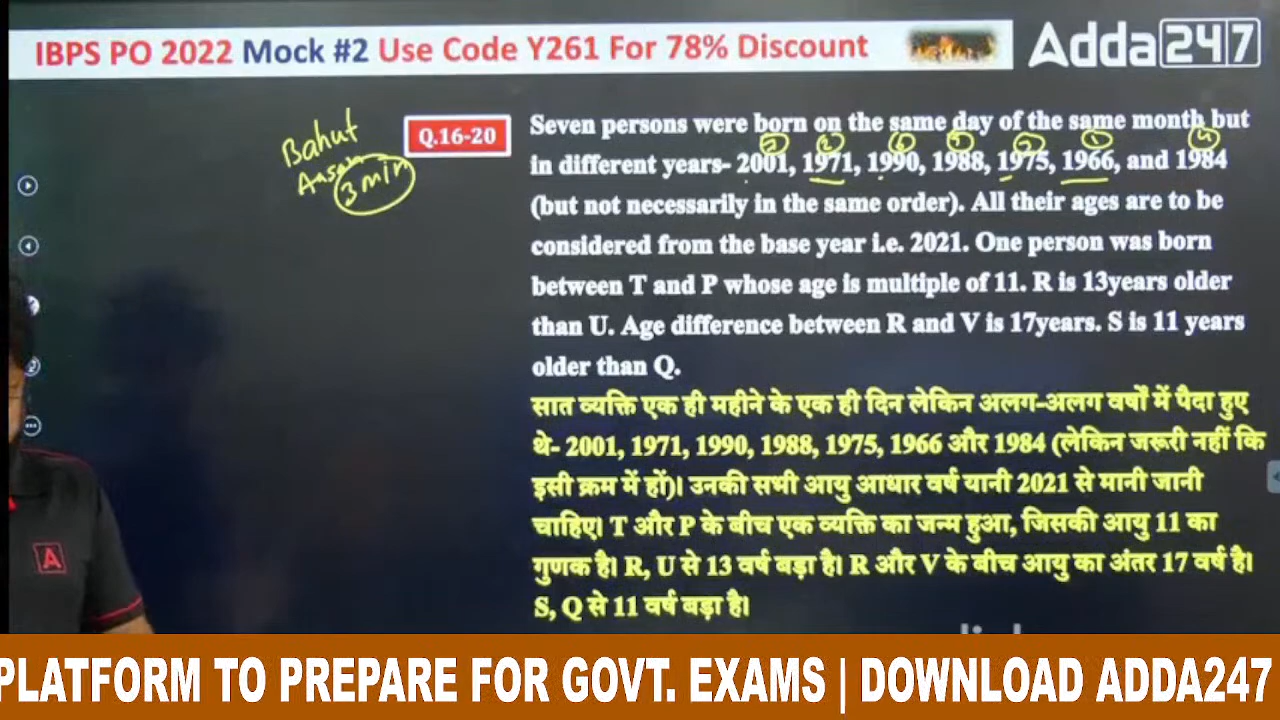 IBPS PO 2022 Mock #2 Use Code Y261 For 78% Discount
Adda247
Bahut
Aasan
3 min
Q.16-20
Seven persons were born on the same day of the same month but
in different years- 2001, 1971, 1990, 1988, 1975, 1966, and 1984
(but not necessarily in the same order). All their ages are to be
considered from the base year i.e. 2021. One person was born
between T and P whose age is multiple of 11. R is 13years older
than U. Age difference between R and V is 17years. S is 11 years
older than Q.
सात व्यक्ति एक ही महीने के एक ही दिन लेकिन अलग-अलग वर्षों में पैदा हुए
थे- 2001, 1971, 1990, 1988, 1975, 1966 और 1984 (लेकिन जरूरी नहीं कि
इसी क्रम में हों)। उनकी सभी आयु आधार वर्ष यानी 2021 से मानी जानी
चाहिए। T और P के बीच एक व्यक्ति का जन्म हुआ, जिसकी आयु 11 का
गुणक है। R, U से 13 वर्ष बड़ा है। R और V के बीच आयु का अंतर 17 वर्ष है।
S, Q से 11 वर्ष बड़ा है।
A
PLATFORM TO PREPARE FOR GOVT. EXAMS | DOWNLOAD ADDA247